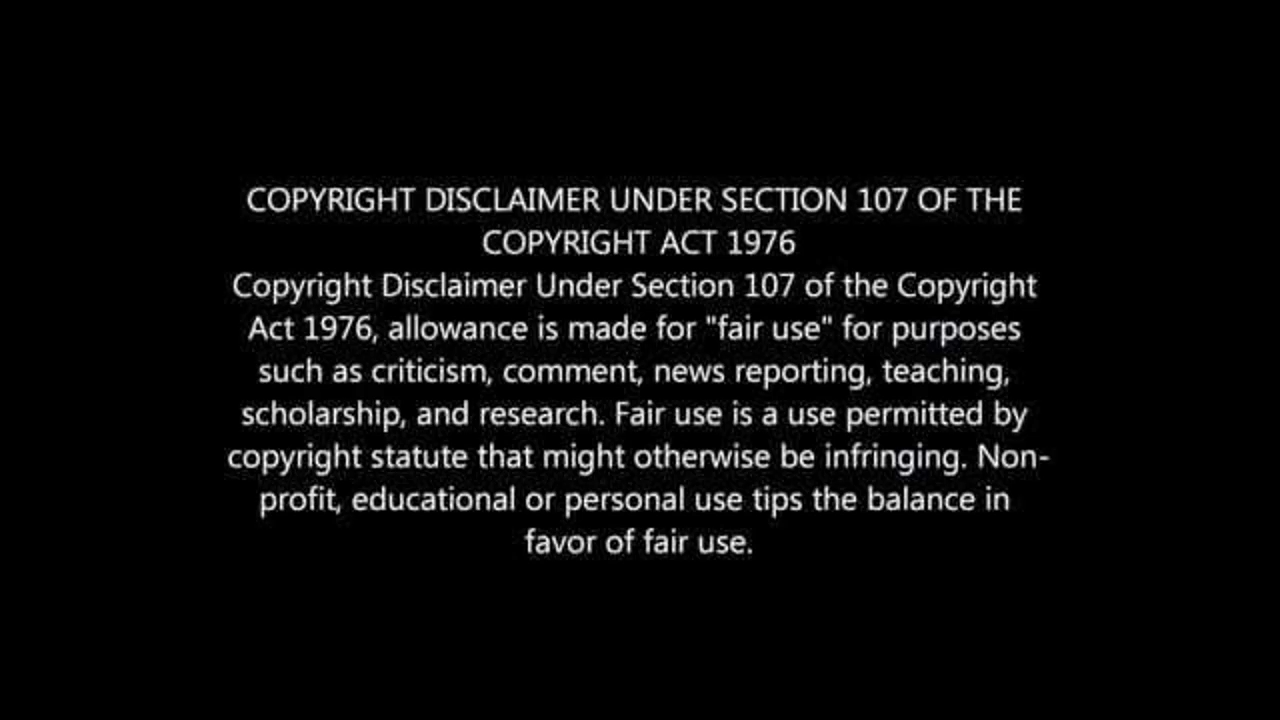 COPYRIGHT DISCLAIMER UNDER SECTION 107 OF THE
COPYRIGHT ACT 1976
Copyright Disclaimer Under Section 107 of the Copyright
Act 1976, allowance is made for "fair use" for purposes
such as criticism, comment, news reporting, teaching,
scholarship, and research. Fair use is a use permitted by
copyright statute that might otherwise be infringing. Non-
profit, educational or personal use tips the balance in
favor of fair use.